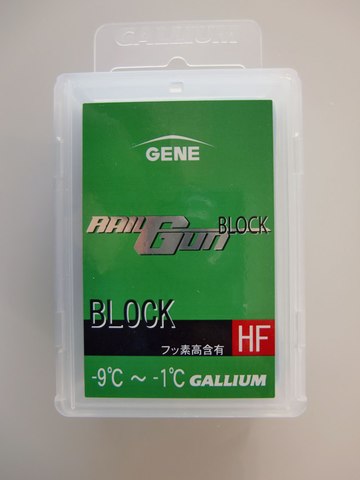 GALLIUM
GENE
RAIL GUN BLOCK
BLOCK
フッ素高含有 HF
-9℃ ～ -1℃ GALLIUM